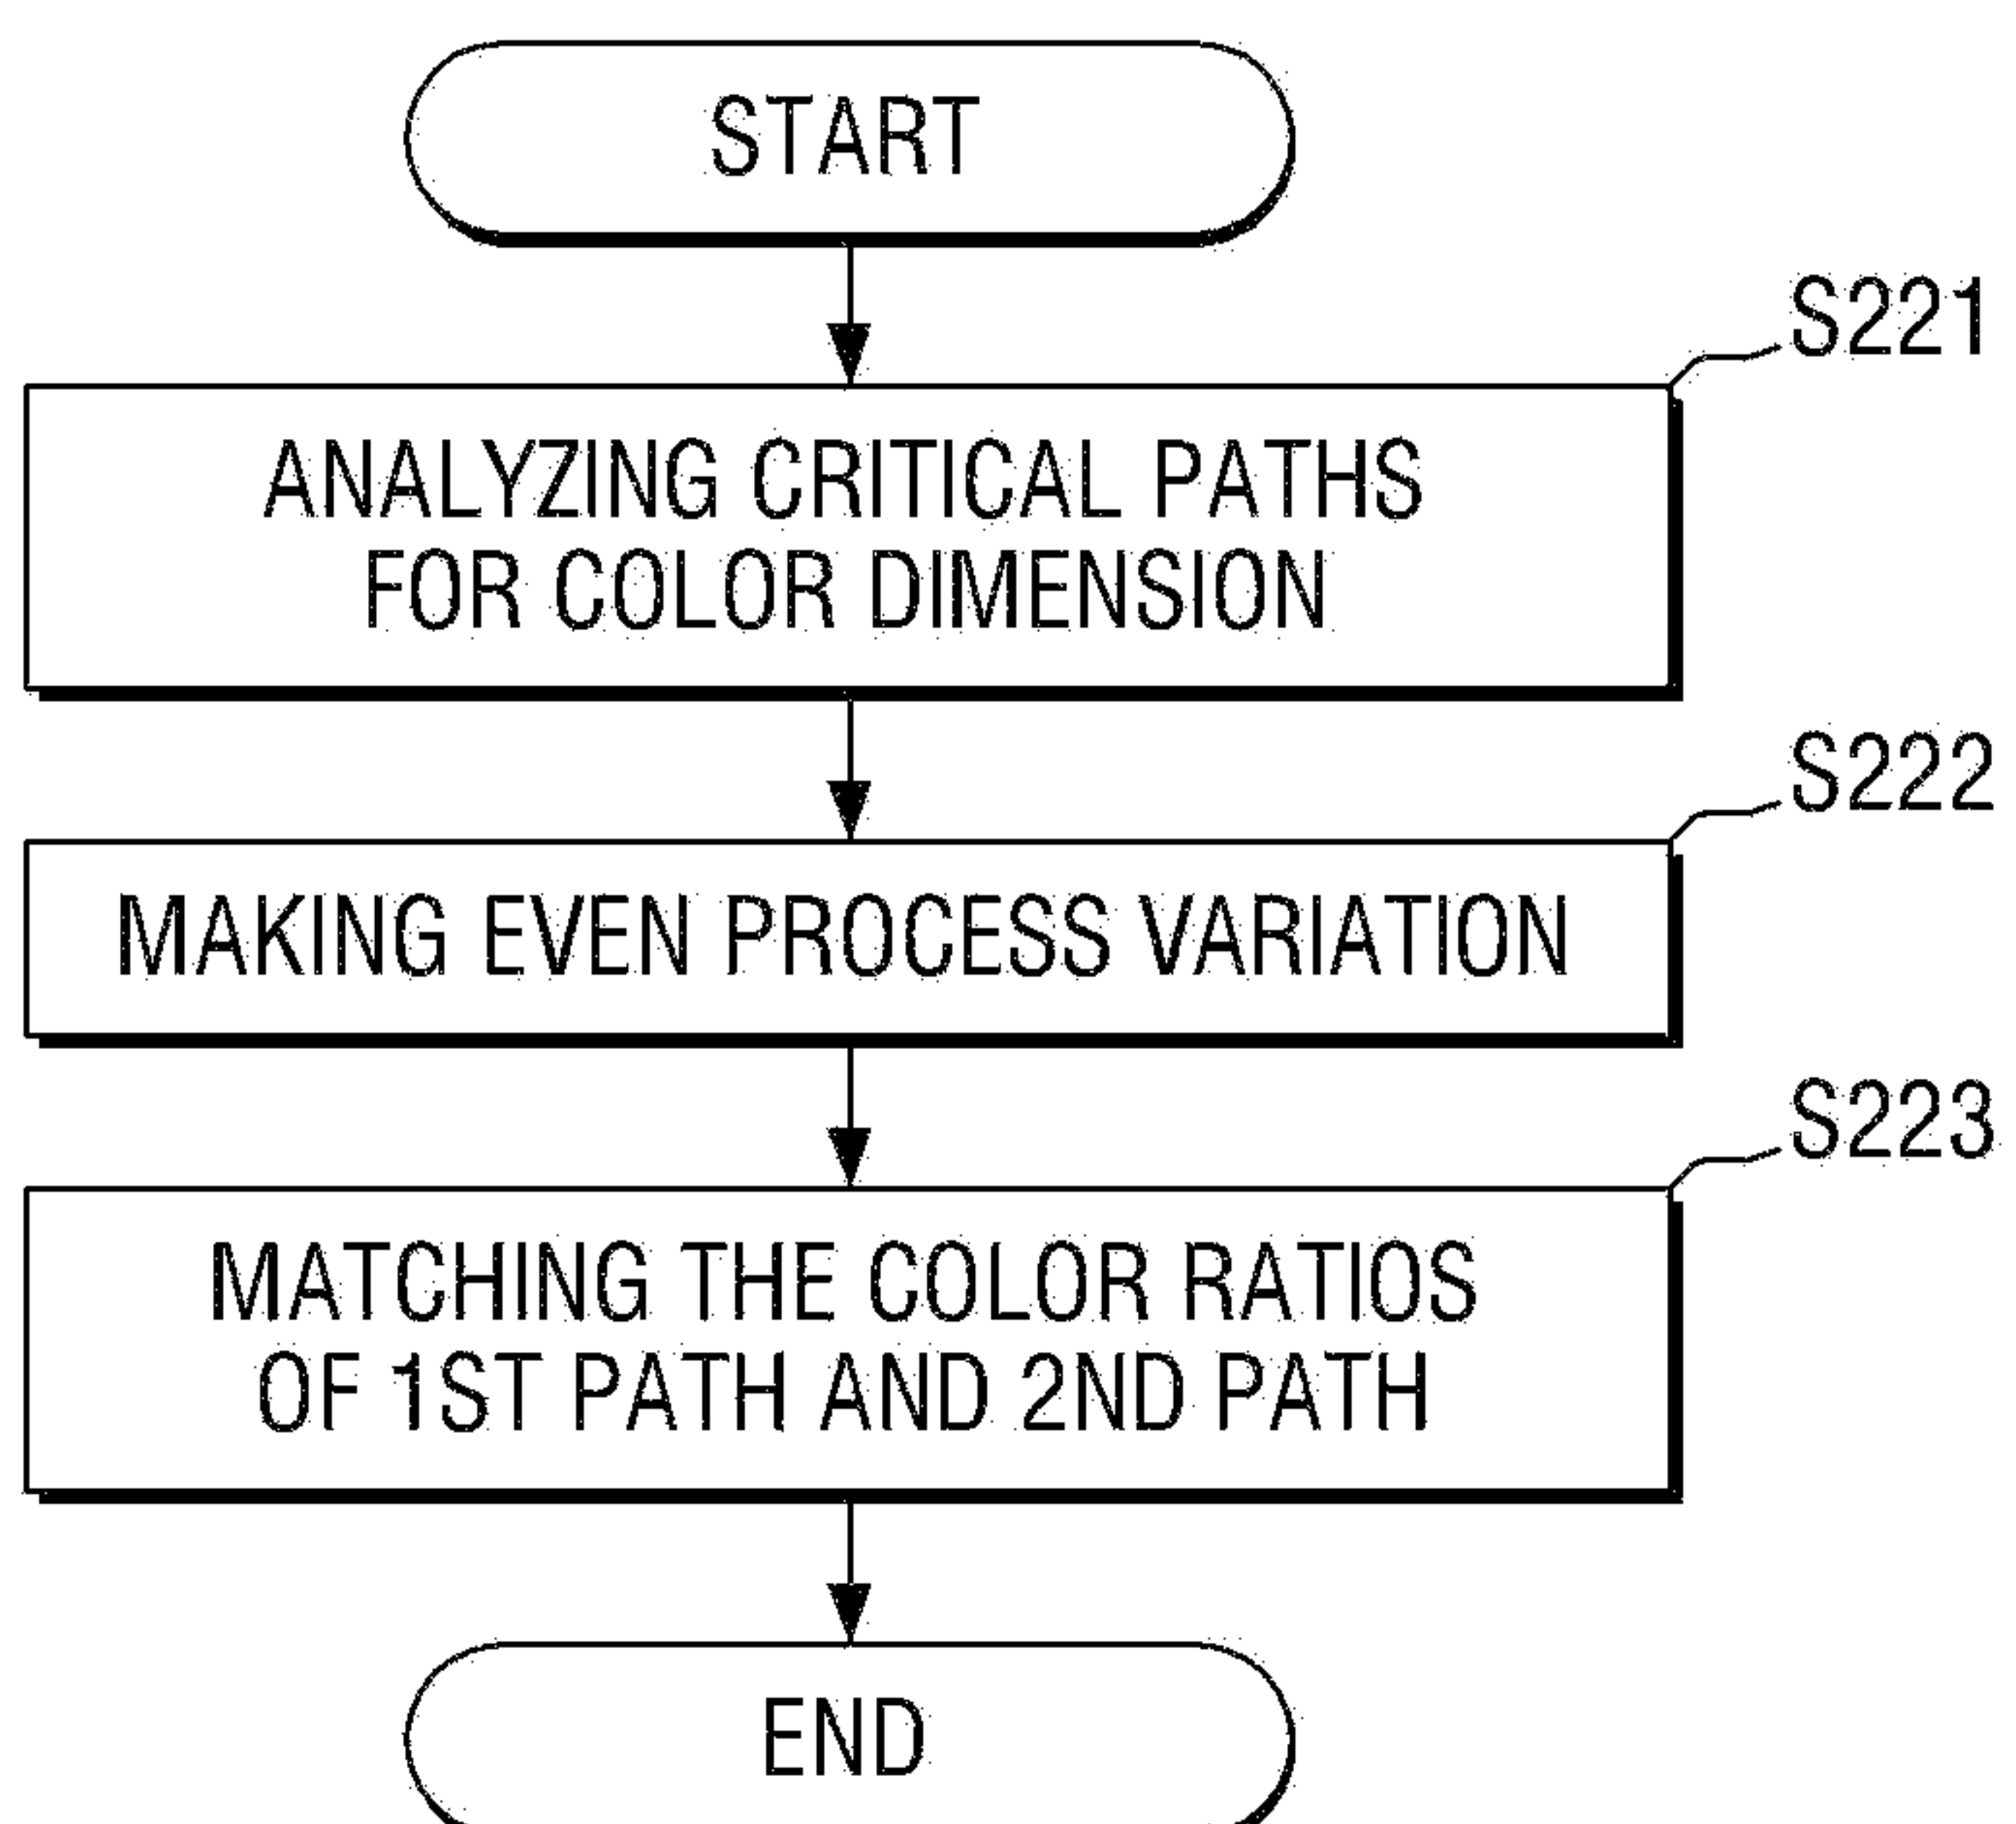 START
S221
ANALYZING CRITICAL PATHS
FOR COLOR DIMENSION
S222
MAKING EVEN PROCESS VARIATION
S223
MATCHING THE COLOR RATIOS
OF 1ST PATH AND 2ND PATH
END